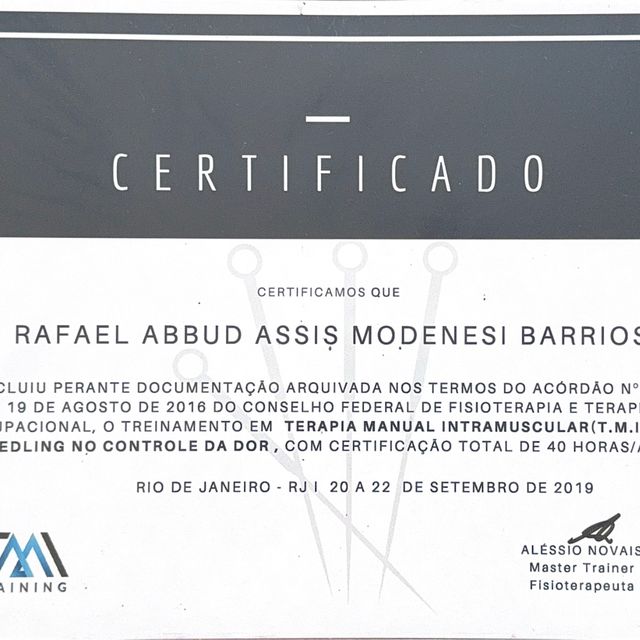 CERTIFICADO
CERTIFICAMOS QUE
RAFAEL ABBUD ASSIS MODENESI BARRIOS
CLUIU PERANTE DOCUMENTAÇÃO ARQUIVADA NOS TERMOS DO ACÓRDÃO Nº
19 DE AGOSTO DE 2016 DO CONSELHO FEDERAL DE FISIOTERAPIA E TERAP
UPACIONAL, O TREINAMENTO EM TERAPIA MANUAL INTRAMUSCULAR(T.M.I
EDLING NO CONTROLE DA DOR, COM CERTIFICAÇÃO TOTAL DE 40 HORAS/
RIO DE JANEIRO - RJ I 20 A 22 DE SETEMBRO DE 2019
TMI
AINING
ALÉSSIO NOVAIS
Master Trainer
Fisioterapeuta